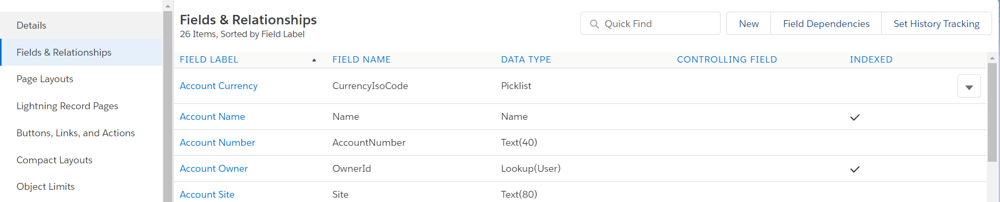 Details
Fields & Relationships
Page Layouts
Lightning Record Pages
Buttons, Links, and Actions
Compact Layouts
Object Limits
Fields & Relationships
26 Items, Sorted by Field Label
Quick Find
New Field Dependencies Set History Tracking
FIELD LABEL FIELD NAME DATA TYPE CONTROLLING FIELD INDEXED
Account Currency CurrencyIsoCode Picklist
Account Name Name Name
Account Number AccountNumber Text(40)
Account Owner OwnerId Lookup(User)
Account Site Site Text(80)